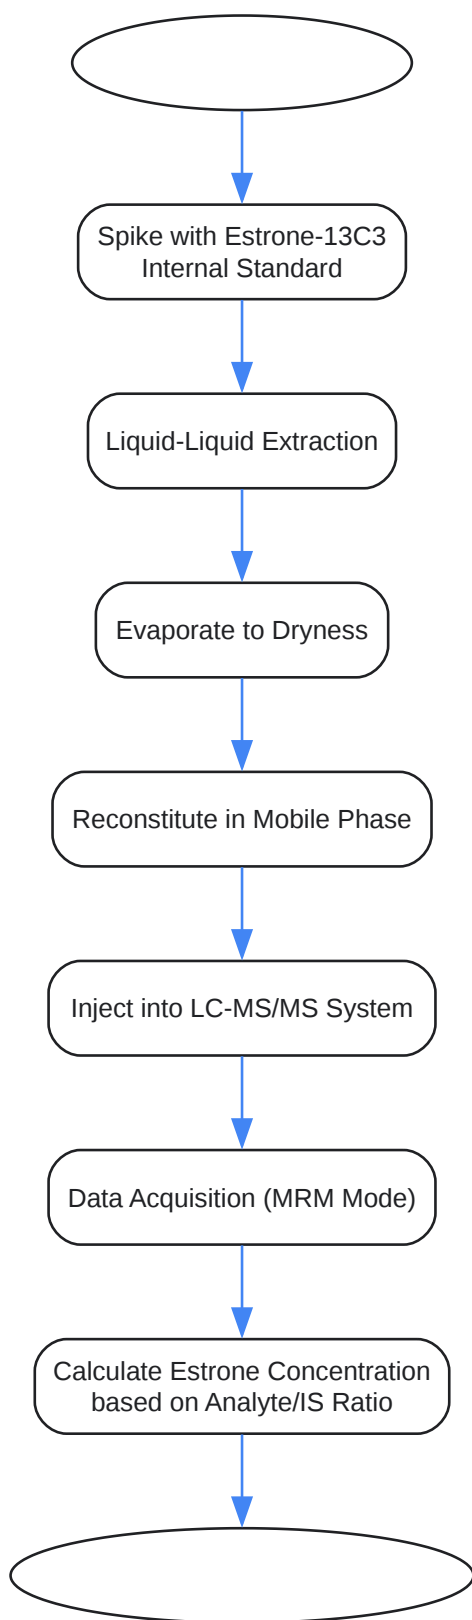 Spike with Estrone-13C3
Internal Standard
Liquid-Liquid Extraction
Evaporate to Dryness
Reconstitute in Mobile Phase
Inject into LC-MS/MS System
Data Acquisition (MRM Mode)
Calculate Estrone Concentration
based on Analyte/IS Ratio